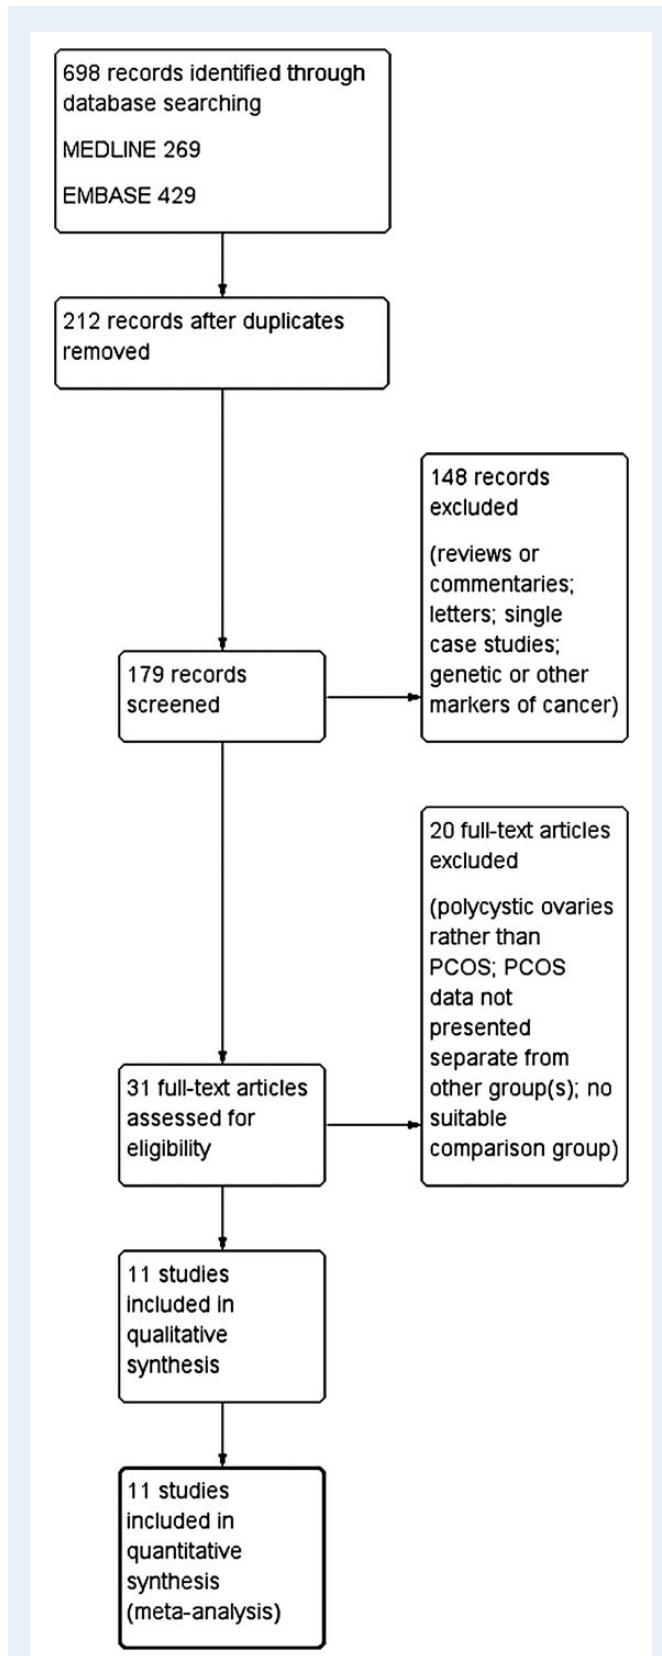 698 records identified through
database searching
MEDLINE 269
EMBASE 429
212 records after duplicates
removed
148 records
excluded
(reviews or
commentaries;
letters; single
case studies;
genetic or other
markers of cancer)
179 records
screened
20 full-text articles
excluded
(polycystic ovaries
rather than
PCOS; PCOS
data not
presented
separate from
other group(s); no
suitable
comparison group)
31 full-text articles
assessed for
eligibility
11 studies
included in
qualitative
synthesis
11 studies
included in
quantitative
synthesis
(meta-analysis)